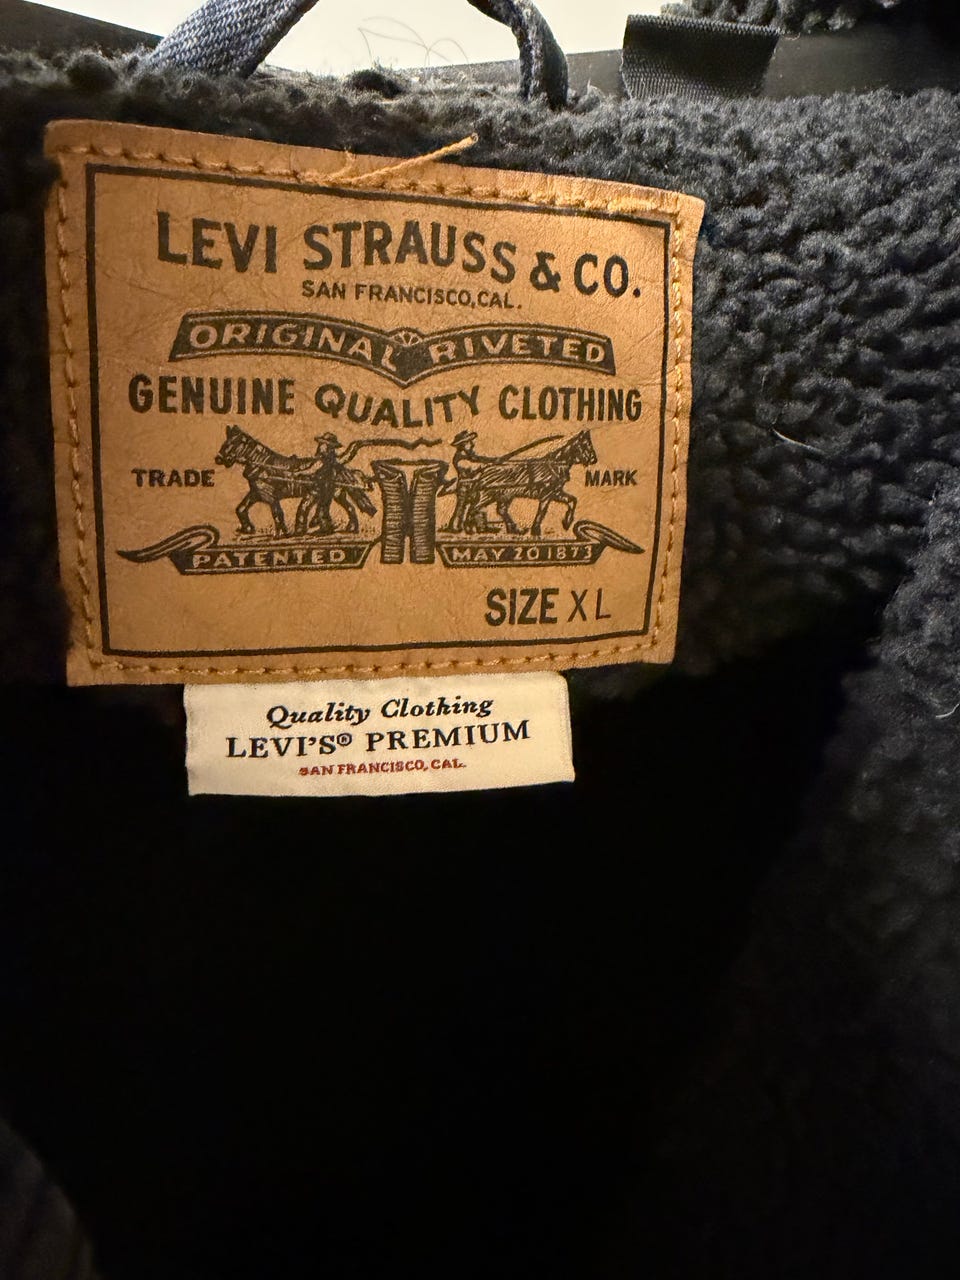 LEVI STRAUSS & CO.
SAN FRANCISCO, CAL.
ORIGINAL RIVETED
GENUINE QUALITY CLOTHING
TRADE MARK
PATENTED MAY 20 1873
SIZE XL
Quality Clothing
LEVI'S® PREMIUM
SAN FRANCISCO, CAL.